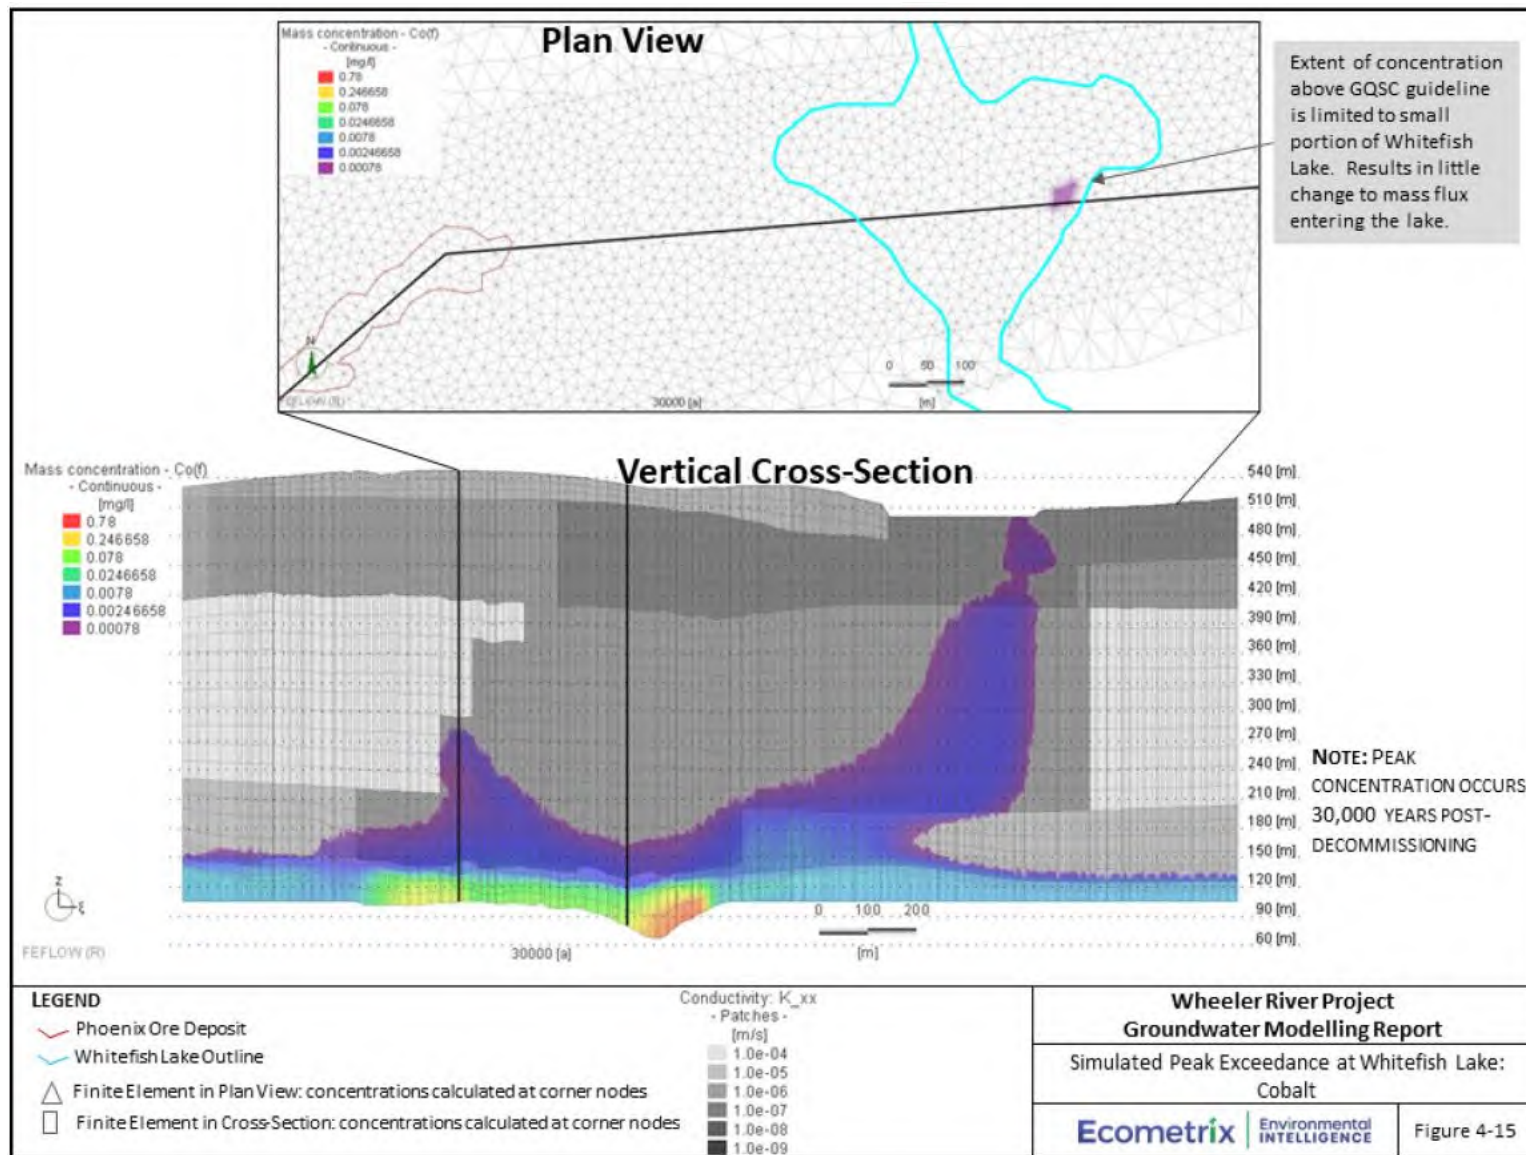 Plan View
Mass concentration - Co(f)
- Continuous -
[mg/l]
0.78
0.246658
0.078
0.0246658
0.0078
0.00246658
0.00078
Extent of concentration
above GQSC guideline
is limited to small
portion of Whitefish
Lake. Results in little
change to mass flux
entering the lake.
N
FEFLOW (R)
30000 [a]
0 50 100
[m]
Vertical Cross-Section
Mass concentration - Co(f)
- Continuous -
[mg/l]
0.78
0.246658
0.078
0.0246658
0.0078
0.00246658
0.00078
540 [m]
510 [m]
480 [m]
450 [m]
420 [m]
390 [m]
360 [m]
330 [m]
300 [m]
270 [m]
240 [m]
210 [m]
180 [m]
150 [m]
120 [m]
90 [m]
60 [m]
NOTE: PEAK
CONCENTRATION OCCURS
30,000 YEARS POST-
DECOMMISSIONING
z
ξ
FEFLOW (R)
30000 [a]
0 100 200
[m]
LEGEND
Phoenix Ore Deposit
Whitefish Lake Outline
Finite Element in Plan View: concentrations calculated at corner nodes
Finite Element in Cross-Section: concentrations calculated at corner nodes
Conductivity: K_xx
- Patches -
[m/s]
1.0e-04
1.0e-05
1.0e-06
1.0e-07
1.0e-08
1.0e-09
Wheeler River Project
Groundwater Modelling Report
Simulated Peak Exceedance at Whitefish Lake:
Cobalt
Ecometrix
Environmental
INTELLIGENCE
Figure 4-15